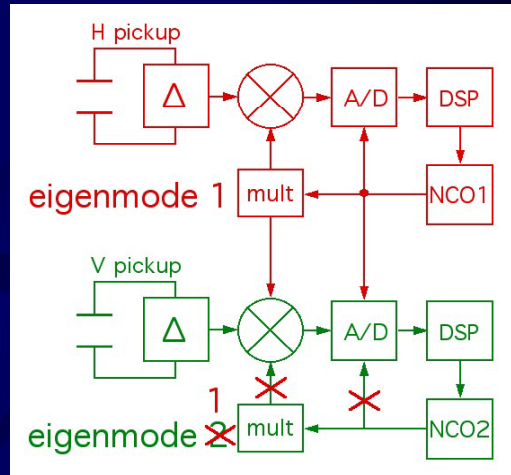 H pickup
Δ
A/D
DSP
eigenmode 1
mult
NCO1
V pickup
Δ
A/D
DSP
1
eigenmode 2
mult
NCO2